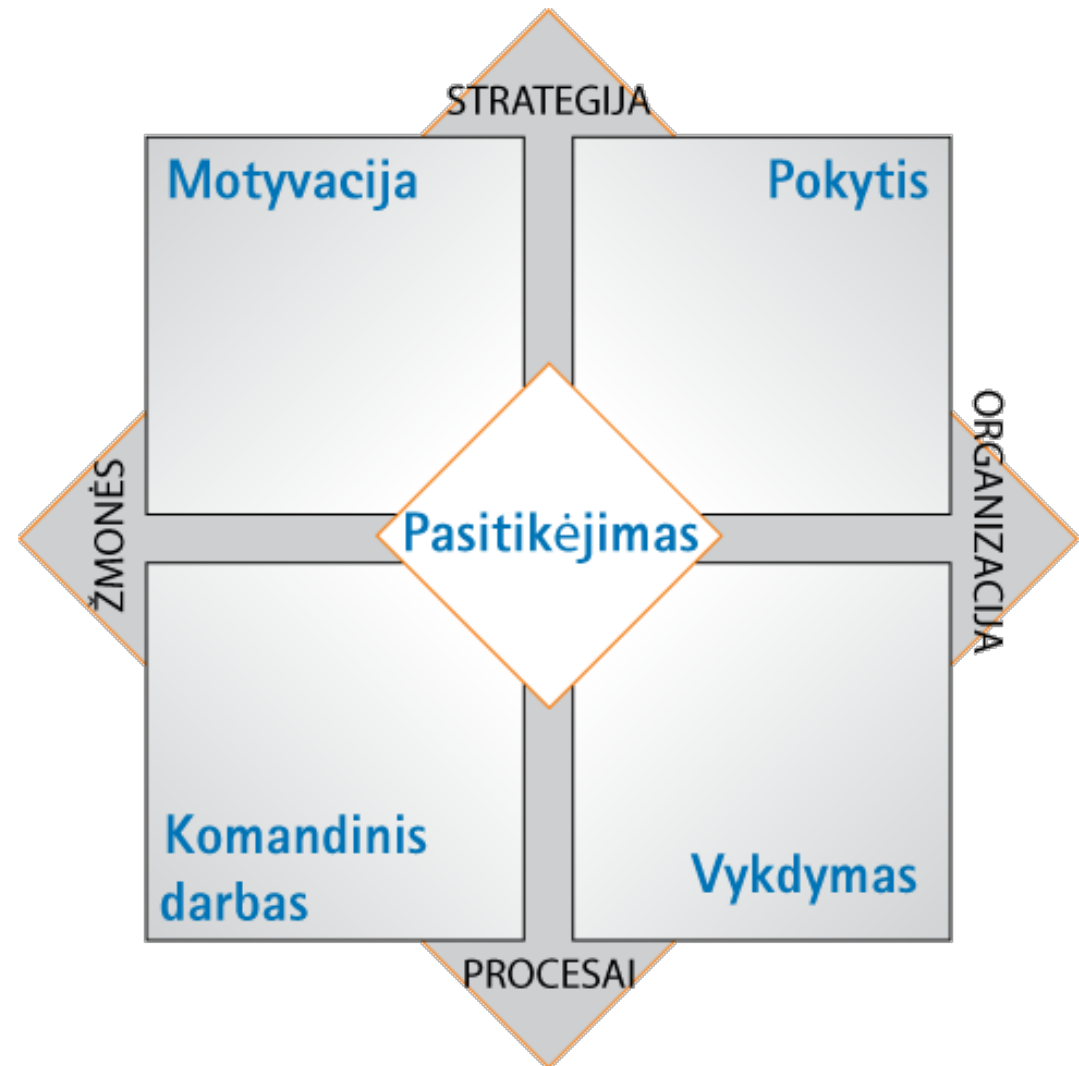 STRATEGIJA
Motyvacija
Pokytis
ŽMONĖS
Pasitikėjimas
ORGANIZACIJA
Komandinis
darbas
Vykdymas
PROCESAI